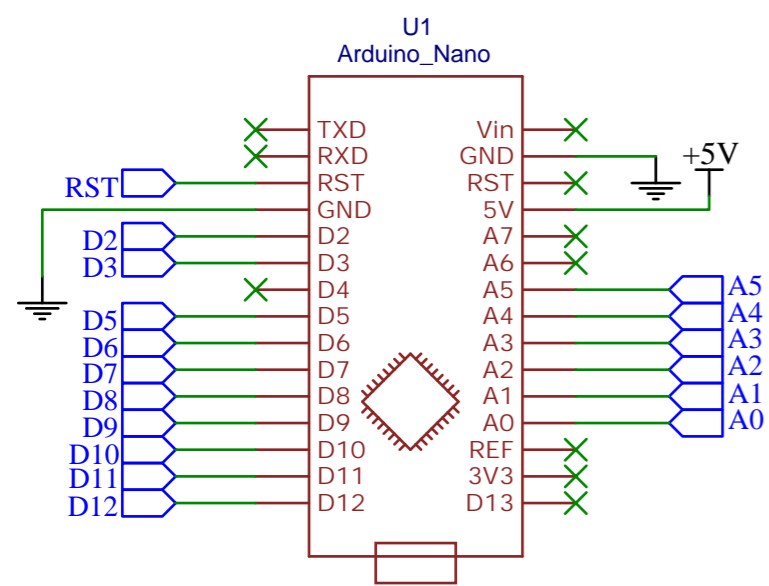 U1
Arduino_Nano
TXD Vin
RXD GND +5V
RST RST RST
GND 5V
D2 D2 A7
D3 D3 A6
D4 A5 A5
D5 D5 A4 A4
D6 D6 A3 A3
D7 D7 A2 A2
D8 D8 A1 A1
D9 D9 A0 A0
D10 D10 REF
D11 D11 3V3
D12 D12 D13